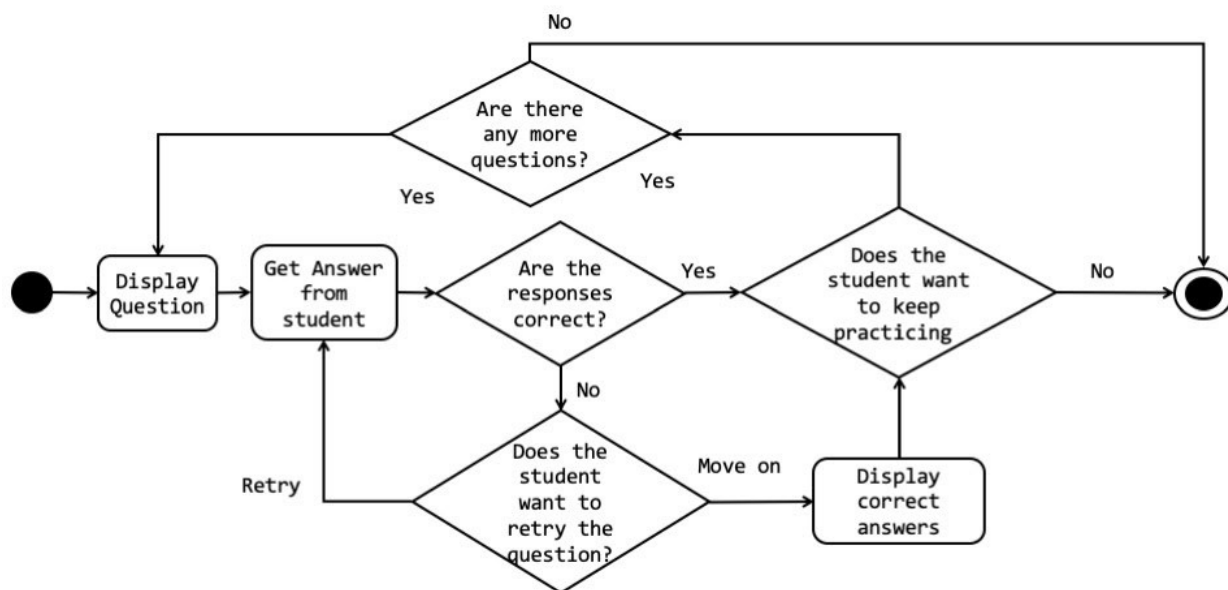 No
Are there
any more
questions?
Yes
Yes
Display
Question
Get Answer
from
student
Are the
responses
correct?
Yes
Does the
student want
to keep
practicing
No
No
Retry
Does the
student
want to
retry the
question?
Move on
Display
correct
answers